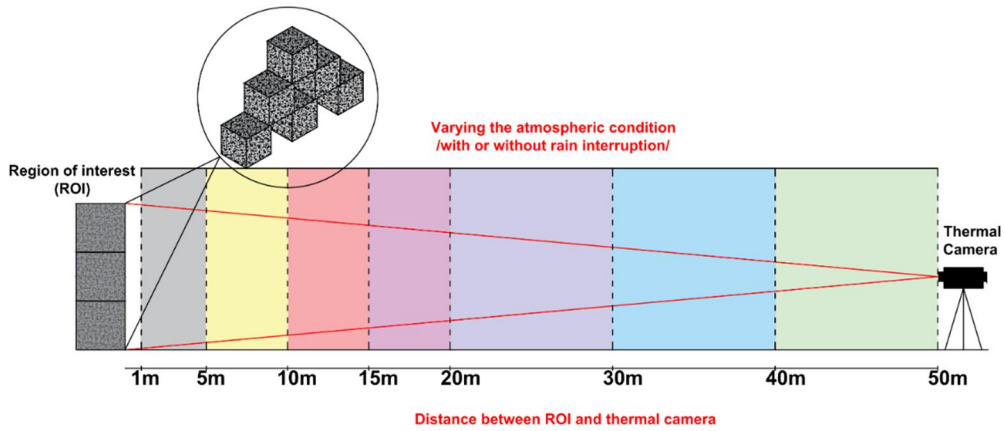 Varying the atmospheric condition
/with or without rain interruption/
Region of interest
(ROI)
Thermal
Camera
1m 5m 10m 15m 20m 30m 40m 50m
Distance between ROI and thermal camera